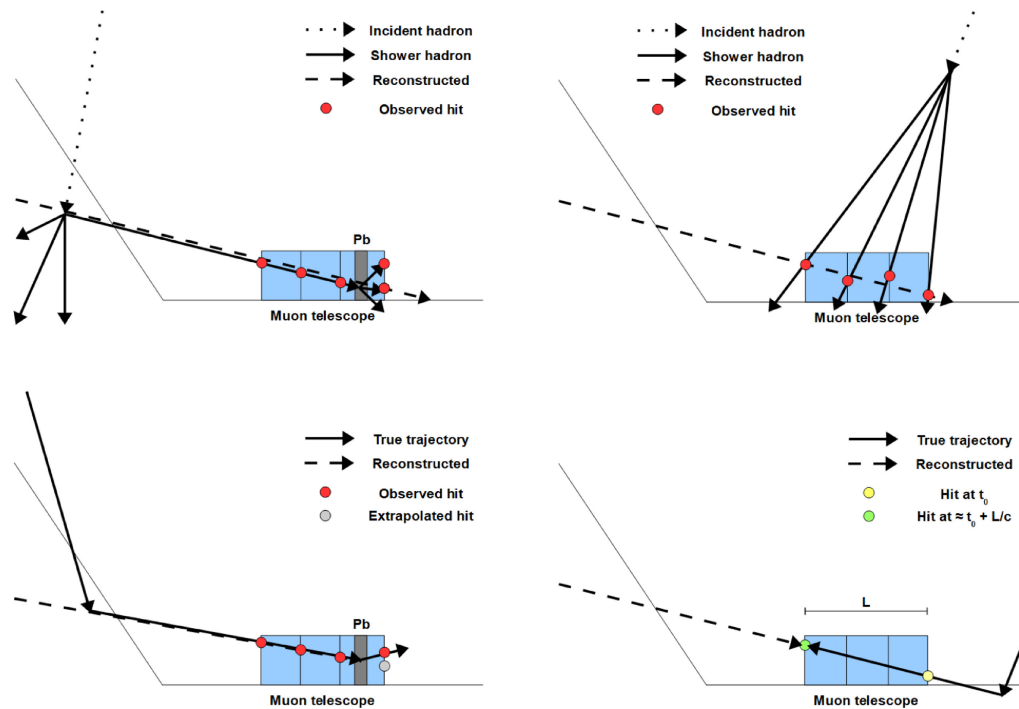 Incident hadron
Shower hadron
Reconstructed
Observed hit
Pb
Muon telescope
Incident hadron
Shower hadron
Reconstructed
Observed hit
Muon telescope
True trajectory
Reconstructed
Observed hit
Extrapolated hit
Pb
Muon telescope
True trajectory
Reconstructed
Hit at t₀
Hit at ≈ t₀ + L/c
L
Muon telescope